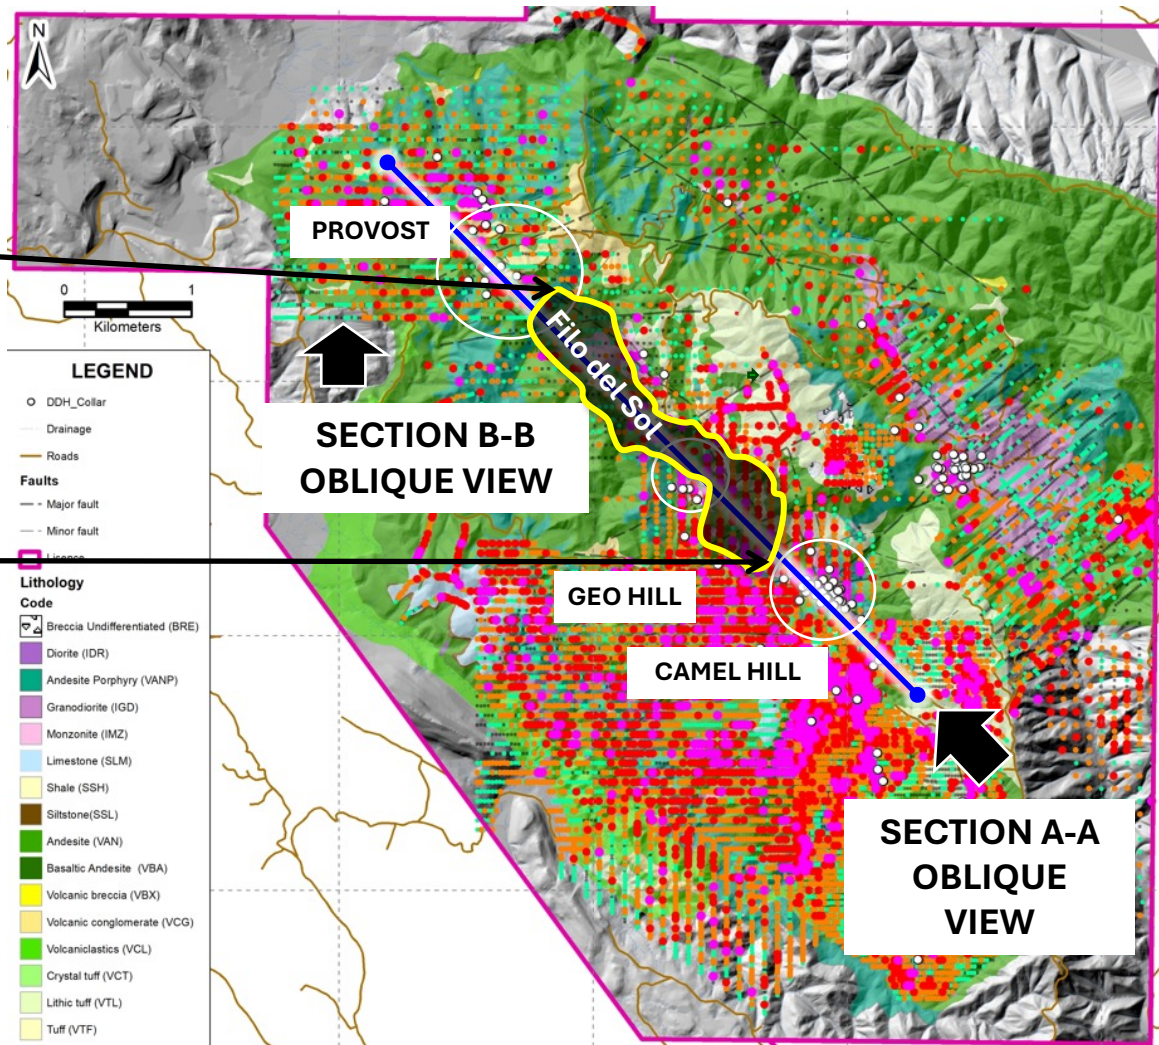 N
PROVOST
0 1
Kilometers
LEGEND
DDH_Collar
Drainage
Roads
Faults
Major fault
Minor fault
Licence
Lithology
Code
Breccia Undifferentiated (BRE)
Diorite (IDR)
Andesite Porphyry (VANP)
Granodiorite (IGD)
Monzonite (IMZ)
Limestone (SLM)
Shale (SSH)
Siltstone(SSL)
Andesite (VAN)
Basaltic Andesite (VBA)
Volcanic breccia (VBX)
Volcanic conglomerate (VCG)
Volcaniclastics (VCL)
Crystal tuff (VCT)
Lithic tuff (VTL)
Tuff (VTF)
Filo del Sol
SECTION B-B
OBLIQUE VIEW
GEO HILL
CAMEL HILL
SECTION A-A
OBLIQUE
VIEW